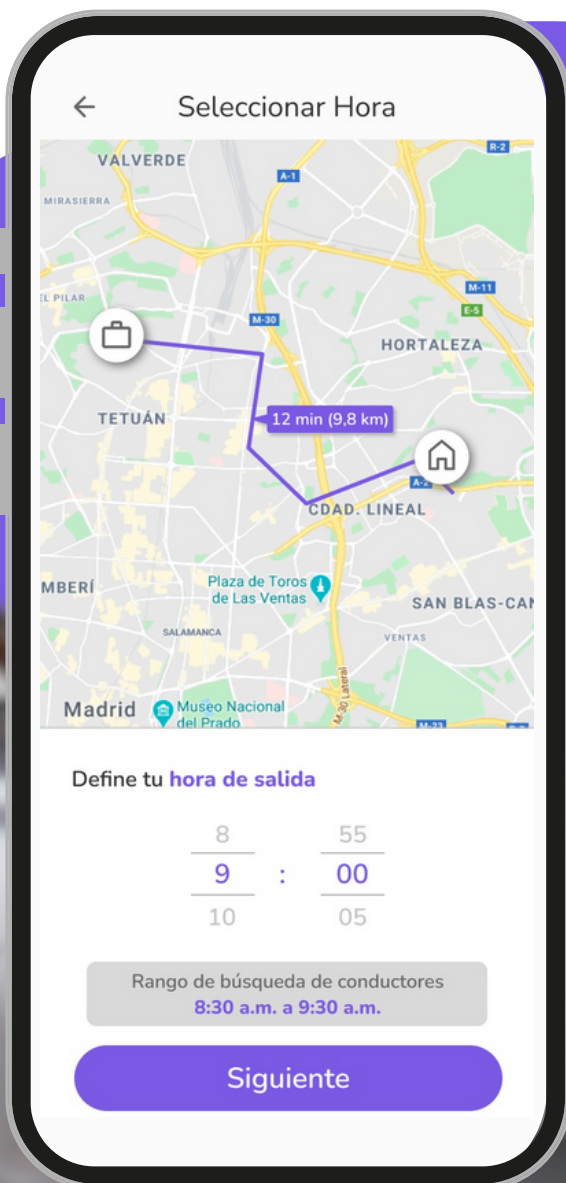 Seleccionar Hora
R-2
VALVERDE
A-1
MIRASIERRA
M-11
EL PILAR
E-5
M-30
HORTALEZA
TETUÁN
12 min (9,8 km)
A-2
CDAD. LINEAL
MBERÍ
Plaza de Toros
de Las Ventas
SAN BLAS-CAN
SALAMANCA
VENTAS
M-30 Lateral
Madrid
Museo Nacional
del Prado
M-23
Define tu hora de salida
8 55
9 : 00
10 05
Rango de búsqueda de conductores
8:30 a.m. a 9:30 a.m.
Siguiente